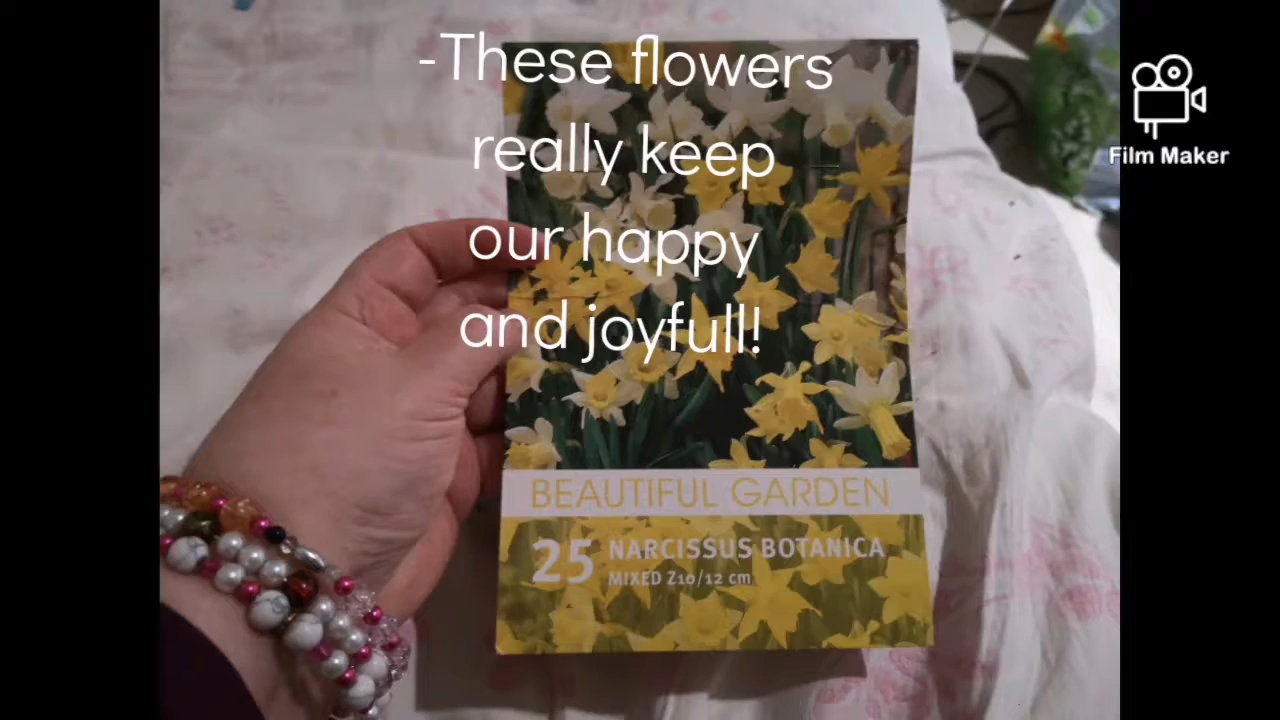 -These flowers
really keep
our happy
and joyfull!
Film Maker
BEAUTIFUL GARDEN
25 NARCISSUS BOTANICA
MIXED Z10/12 cm